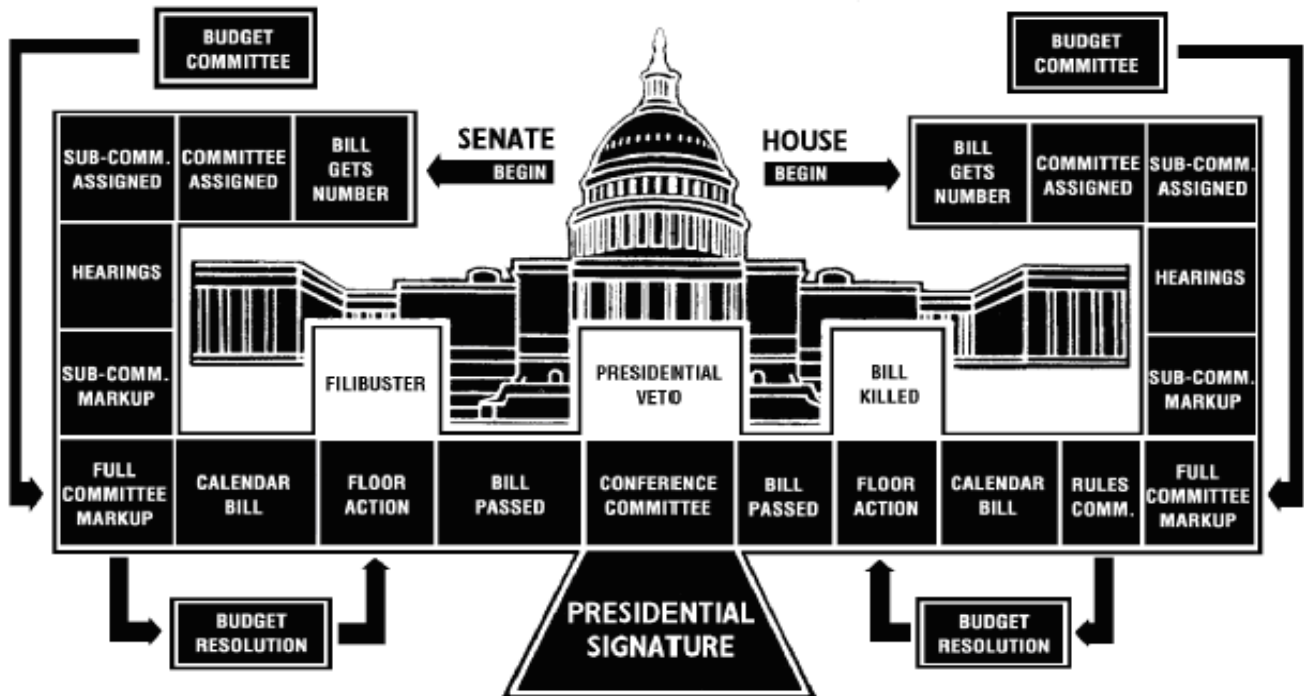 BUDGET
COMMITTEE
BUDGET
COMMITTEE
SENATE
BEGIN
HOUSE
BEGIN
SUB-COMM.
ASSIGNED
COMMITTEE
ASSIGNED
BILL
GETS
NUMBER
BILL
GETS
NUMBER
COMMITTEE
ASSIGNED
SUB-COMM.
ASSIGNED
HEARINGS
HEARINGS
SUB-COMM.
MARKUP
FILIBUSTER
PRESIDENTIAL
VETO
BILL
KILLED
SUB-COMM.
MARKUP
FULL
COMMITTEE
MARKUP
CALENDAR
BILL
FLOOR
ACTION
BILL
PASSED
CONFERENCE
COMMITTEE
BILL
PASSED
FLOOR
ACTION
CALENDAR
BILL
RULES
COMM.
FULL
COMMITTEE
MARKUP
BUDGET
RESOLUTION
PRESIDENTIAL
SIGNATURE
BUDGET
RESOLUTION